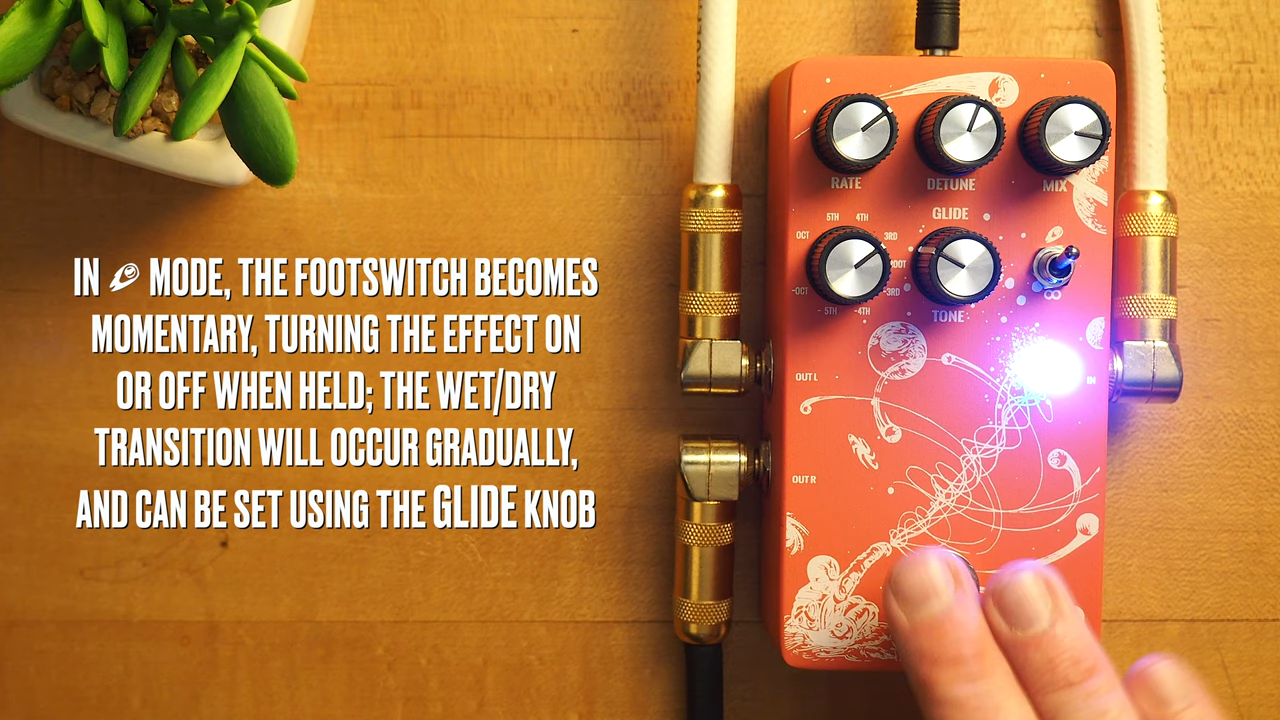 IN MODE, THE FOOTSWITCH BECOMES
MOMENTARY, TURNING THE EFFECT ON
OR OFF WHEN HELD; THE WET/DRY
TRANSITION WILL OCCUR GRADUALLY,
AND CAN BE SET USING THE GLIDE KNOB
RATE
DETUNE
MIX
GLIDE
5TH
4TH
OCT
3RD
ROOT
-OCT
-3RD
-5TH
-4TH
TONE
OUT L
IN
OUT R